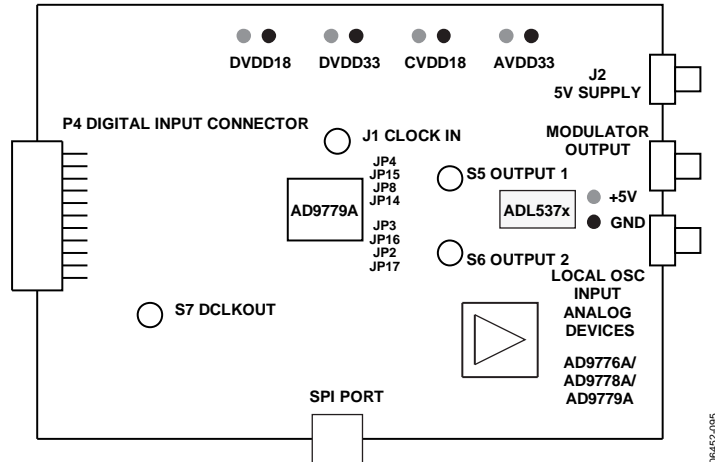 DVDD18 DVDD33 CVDD18 AVDD33
J2
5V SUPPLY
P4 DIGITAL INPUT CONNECTOR
J1 CLOCK IN
MODULATOR
OUTPUT
JP4
JP15
JP8
JP14
JP3
JP16
JP2
JP17
AD9779A
S5 OUTPUT 1
ADL537x
+5V
GND
S6 OUTPUT 2
LOCAL OSC
INPUT
ANALOG
DEVICES
AD9776A/
AD9778A/
AD9779A
S7 DCLKOUT
SPI PORT
06452-095